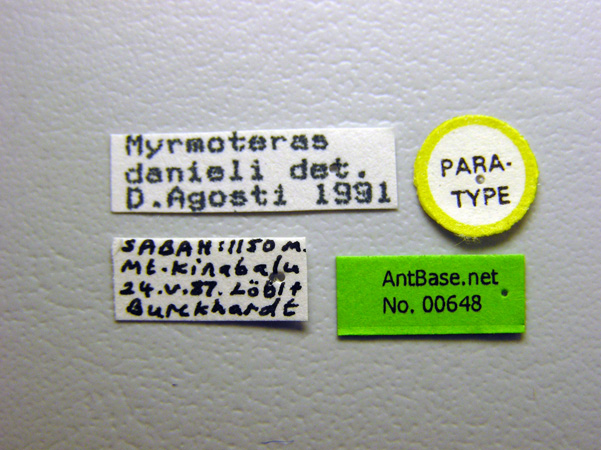 Myrmoteras
danieli det.
D.Agosti 1991
PARA-
TYPE
SABAH:1150 m.
Mt. Kinabalu
24.V.87. Löbl +
Burckhardt
AntBase.net
No. 00648